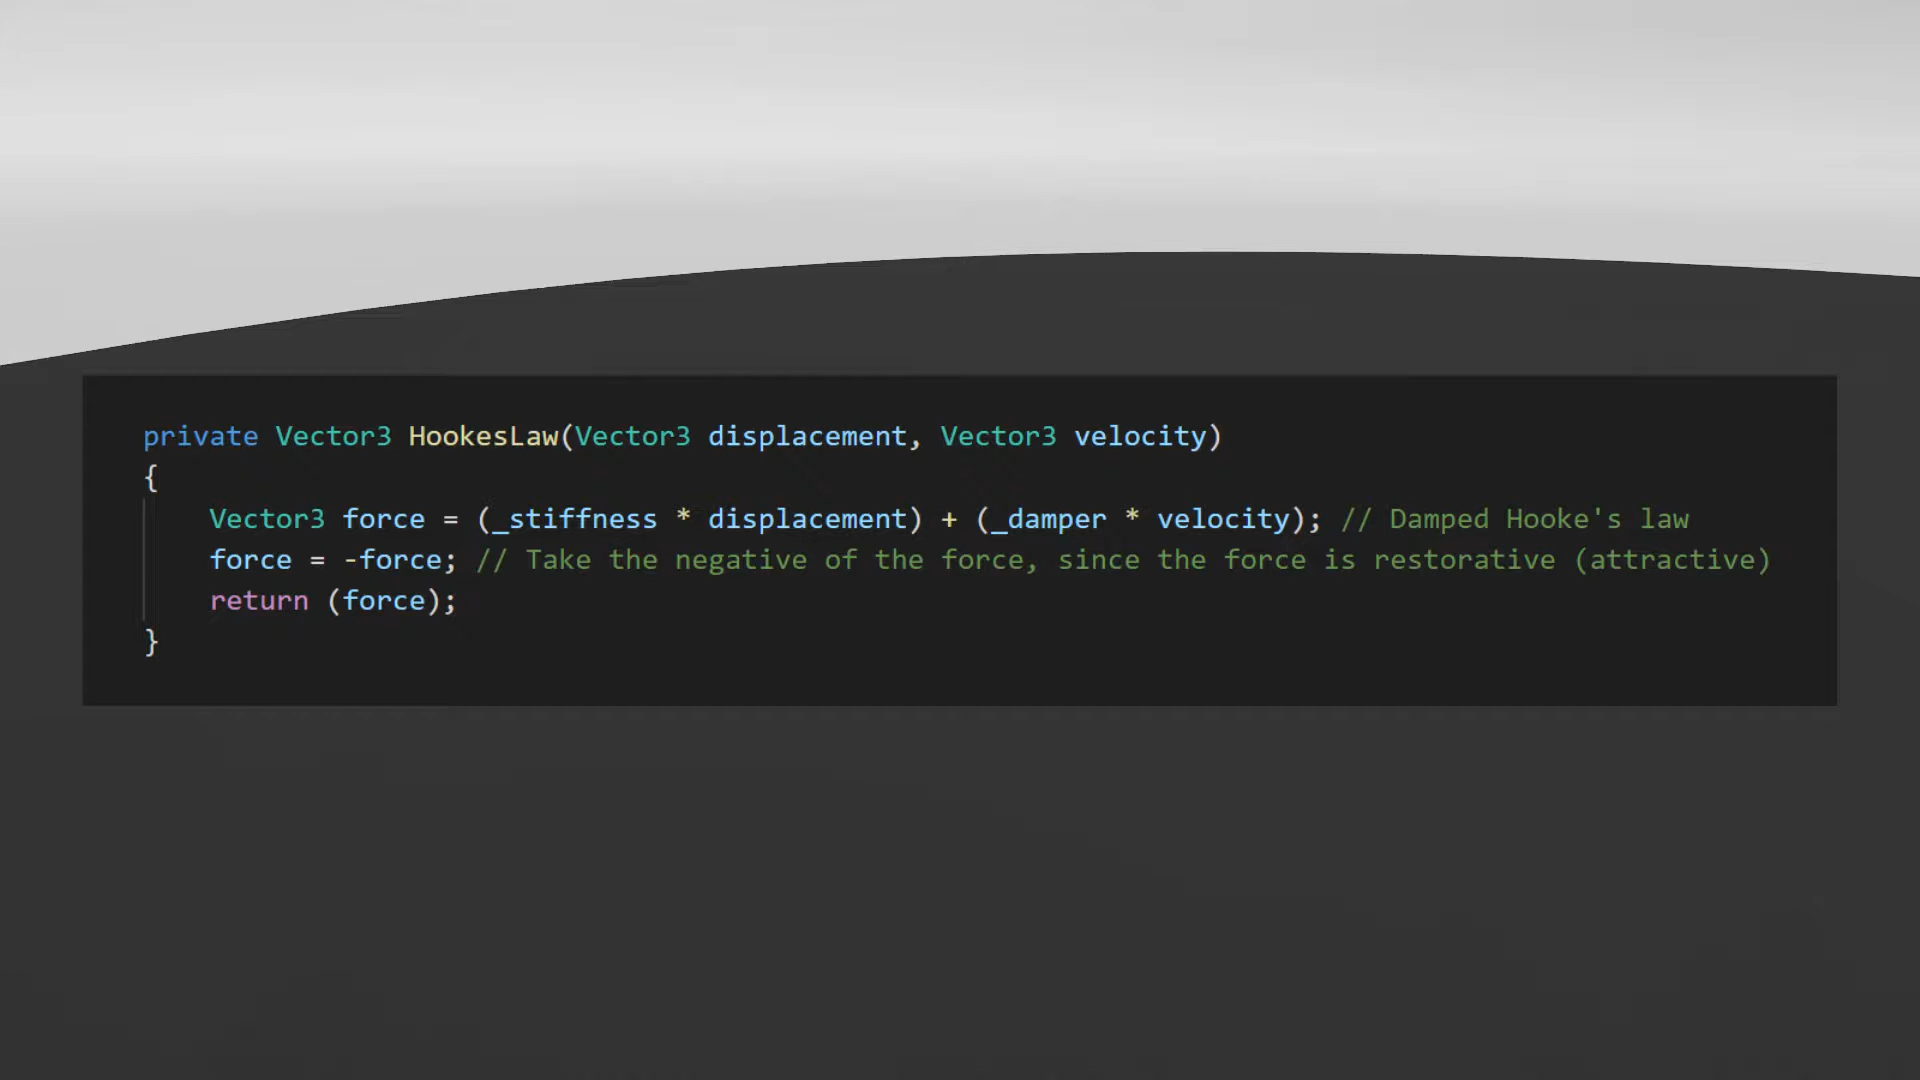 private Vector3 HookesLaw(Vector3 displacement, Vector3 velocity)
{
    Vector3 force = (_stiffness * displacement) + (_damper * velocity); // Damped Hooke's law
    force = -force; // Take the negative of the force, since the force is restorative (attractive)
    return (force);
}